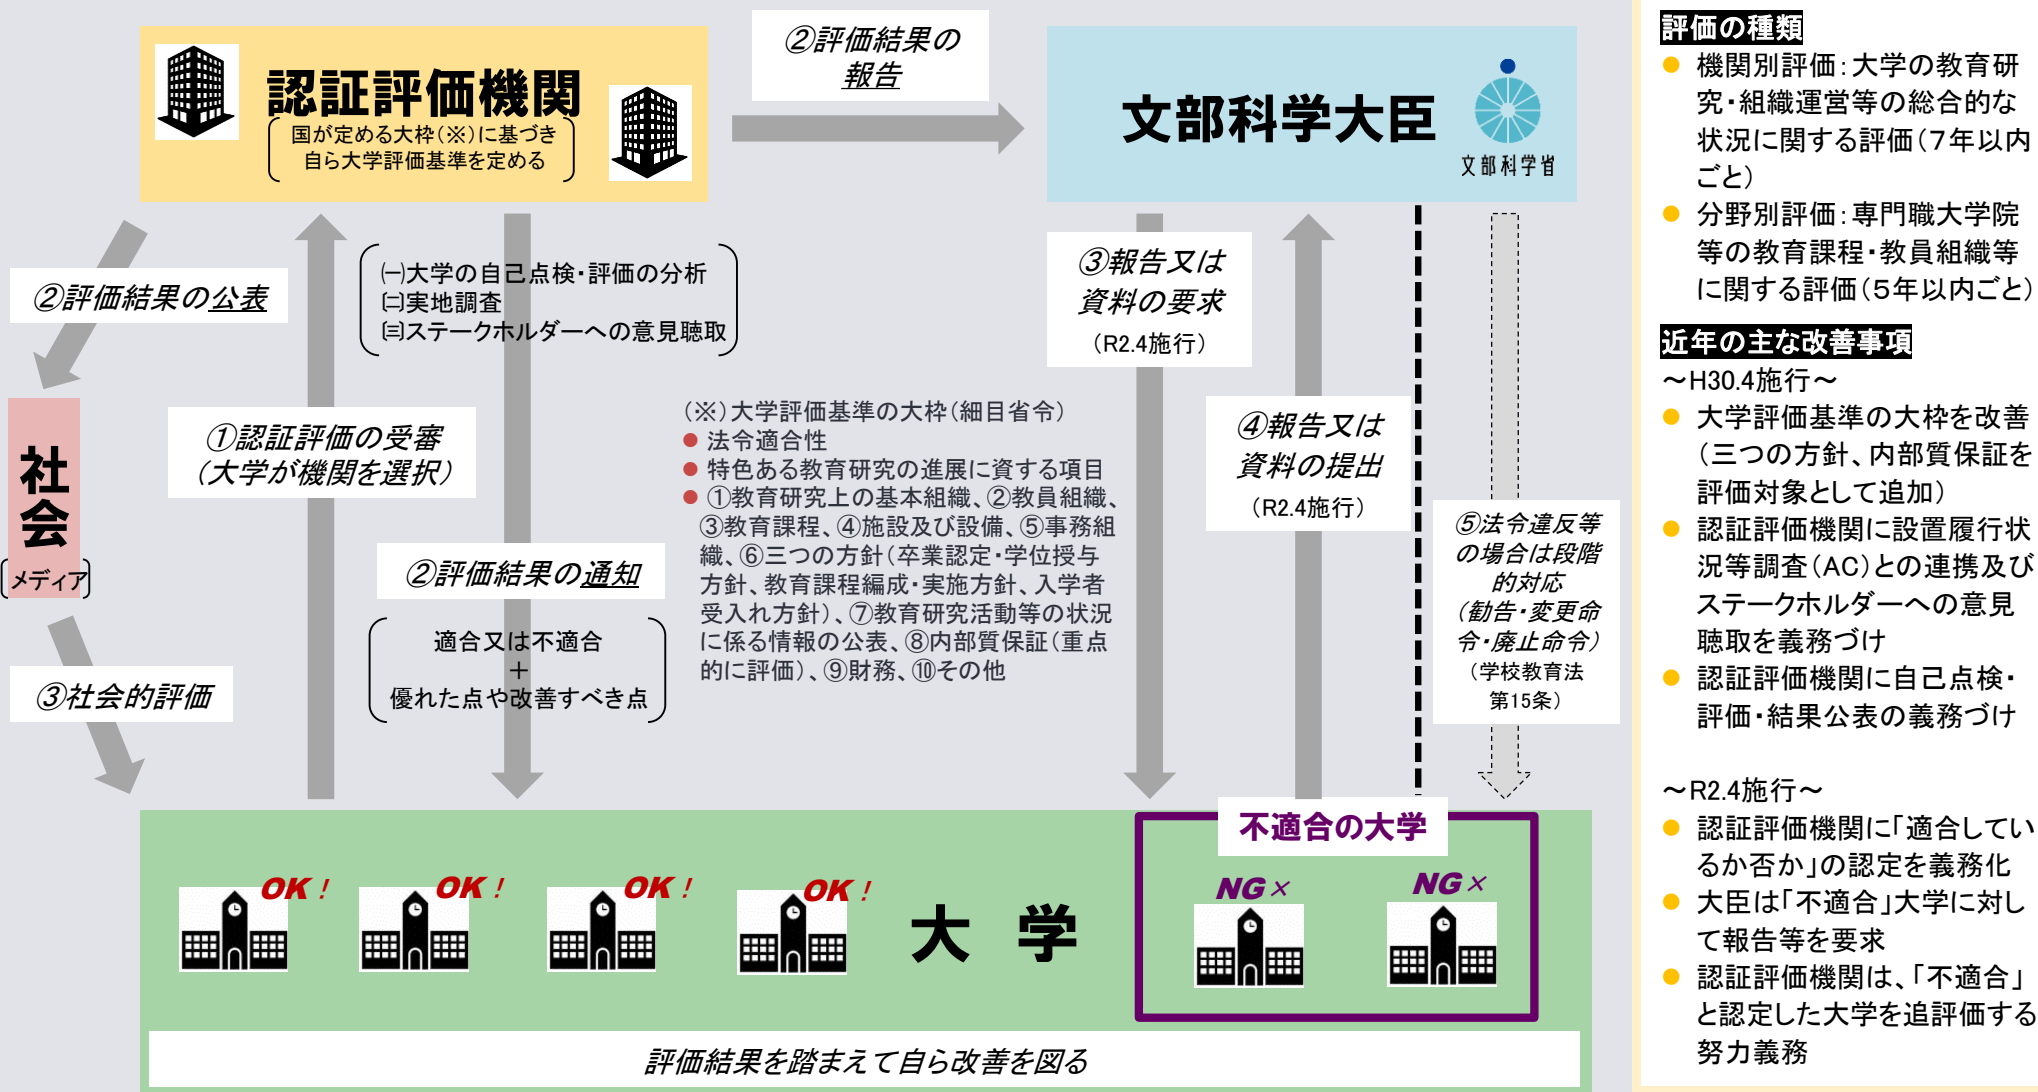 認証評価機関
国が定める大枠(※)に基づき
自ら大学評価基準を定める
②評価結果の
報告
文部科学大臣
文部科学省
②評価結果の公表
㈠大学の自己点検・評価の分析
㈡実地調査
㈢ステークホルダーへの意見聴取
③報告又は
資料の要求
(R2.4施行)
社会
メディア
①認証評価の受審
(大学が機関を選択)
(※)大学評価基準の大枠(細目省令)
● 法令適合性
● 特色ある教育研究の進展に資する項目
● ①教育研究上の基本組織、②教員組織、
③教育課程、④施設及び設備、⑤事務組
織、⑥三つの方針(卒業認定・学位授与
方針、教育課程編成・実施方針、入学者
受入れ方針)、⑦教育研究活動等の状況
に係る情報の公表、⑧内部質保証(重点
的に評価)、⑨財務、⑩その他
④報告又は
資料の提出
(R2.4施行)
②評価結果の通知
適合又は不適合
+
優れた点や改善すべき点
⑤法令違反等
の場合は段階
的対応
(勧告・変更命
令・廃止命令)
(学校教育法
第15条)
③社会的評価
不適合の大学
OK!
OK!
OK!
OK!
大 学
NG×
NG×
評価結果を踏まえて自ら改善を図る
評価の種類
● 機関別評価:大学の教育研
究・組織運営等の総合的な
状況に関する評価(7年以内
ごと)
● 分野別評価:専門職大学院
等の教育課程・教員組織等
に関する評価(5年以内ごと)
近年の主な改善事項
~H30.4施行~
● 大学評価基準の大枠を改善
(三つの方針、内部質保証を
評価対象として追加)
● 認証評価機関に設置履行状
況等調査(AC)との連携及び
ステークホルダーへの意見
聴取を義務づけ
● 認証評価機関に自己点検・
評価・結果公表の義務づけ
~R2.4施行~
● 認証評価機関に「適合してい
るか否か」の認定を義務化
● 大臣は「不適合」大学に対し
て報告等を要求
● 認証評価機関は、「不適合」
と認定した大学を追評価する
努力義務